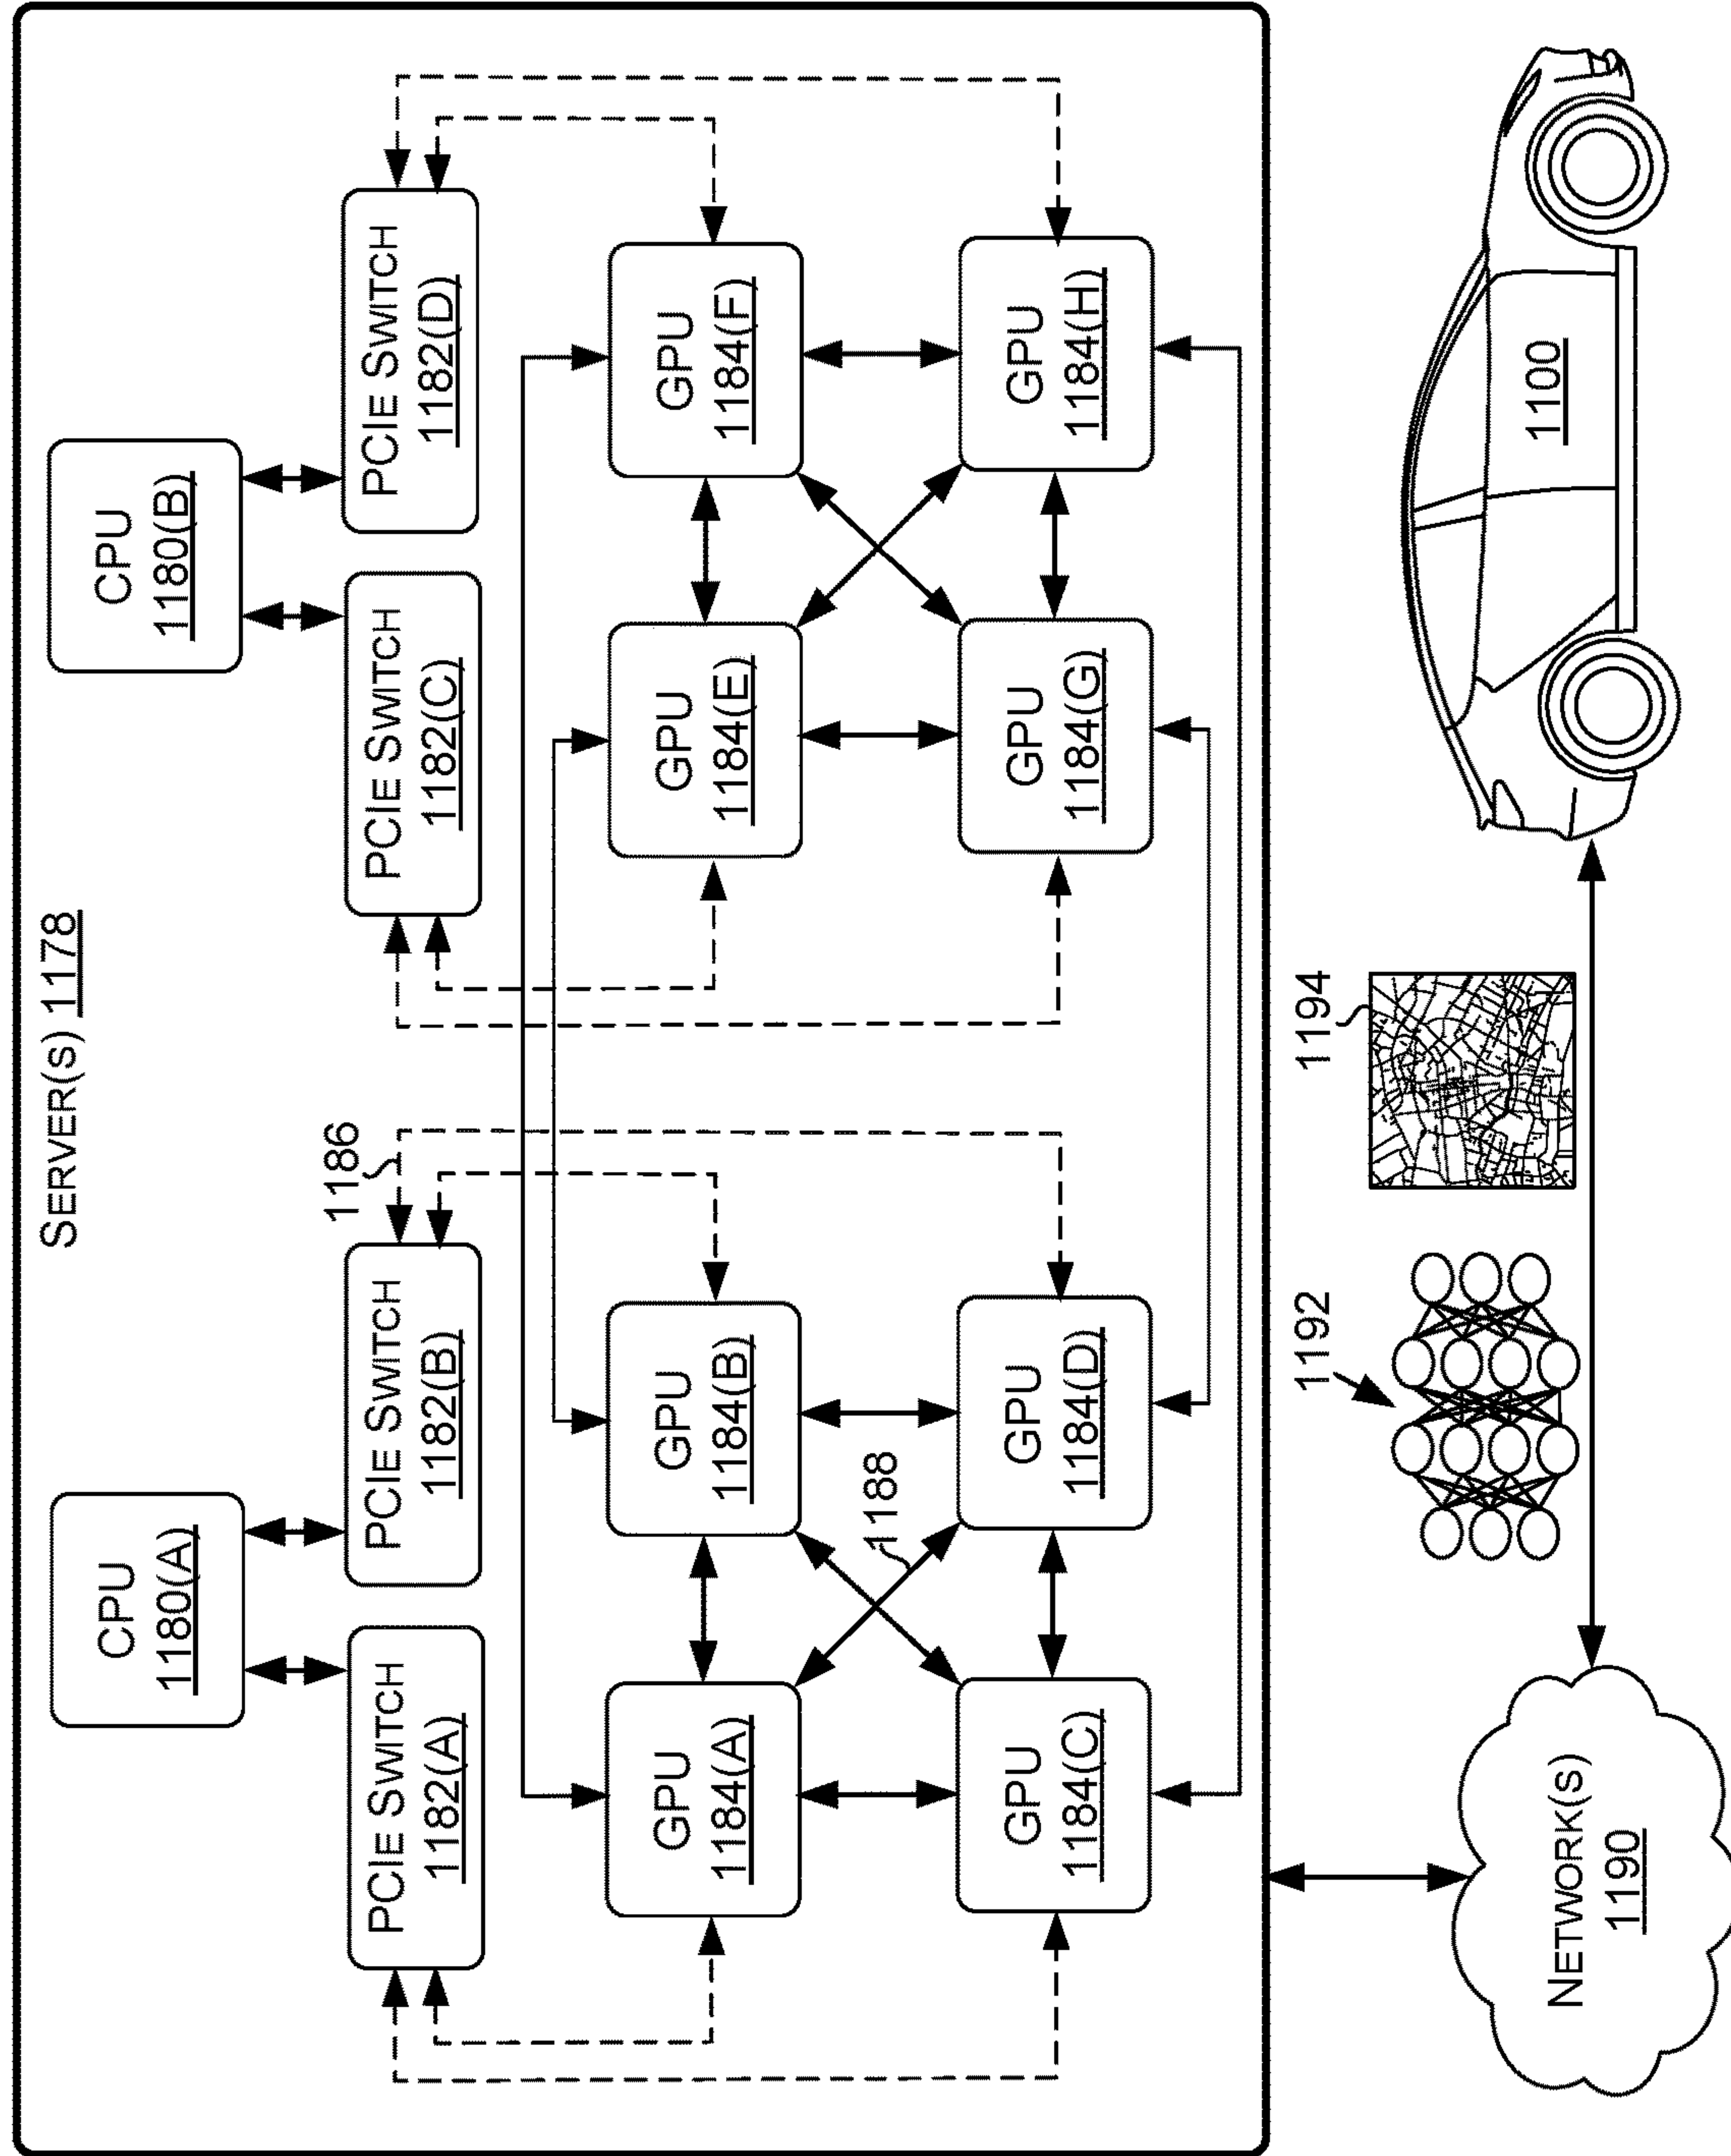 SERVER(S) 1178
CPU
1180(A)
CPU
1180(B)
PCIE SWITCH
1182(A)
PCIE SWITCH
1182(B)
1186
PCIE SWITCH
1182(C)
PCIE SWITCH
1182(D)
GPU
1184(A)
GPU
1184(B)
GPU
1184(E)
GPU
1184(F)
1188
GPU
1184(C)
GPU
1184(D)
GPU
1184(G)
GPU
1184(H)
1192
1194
NETWORK(S)
1190
1100